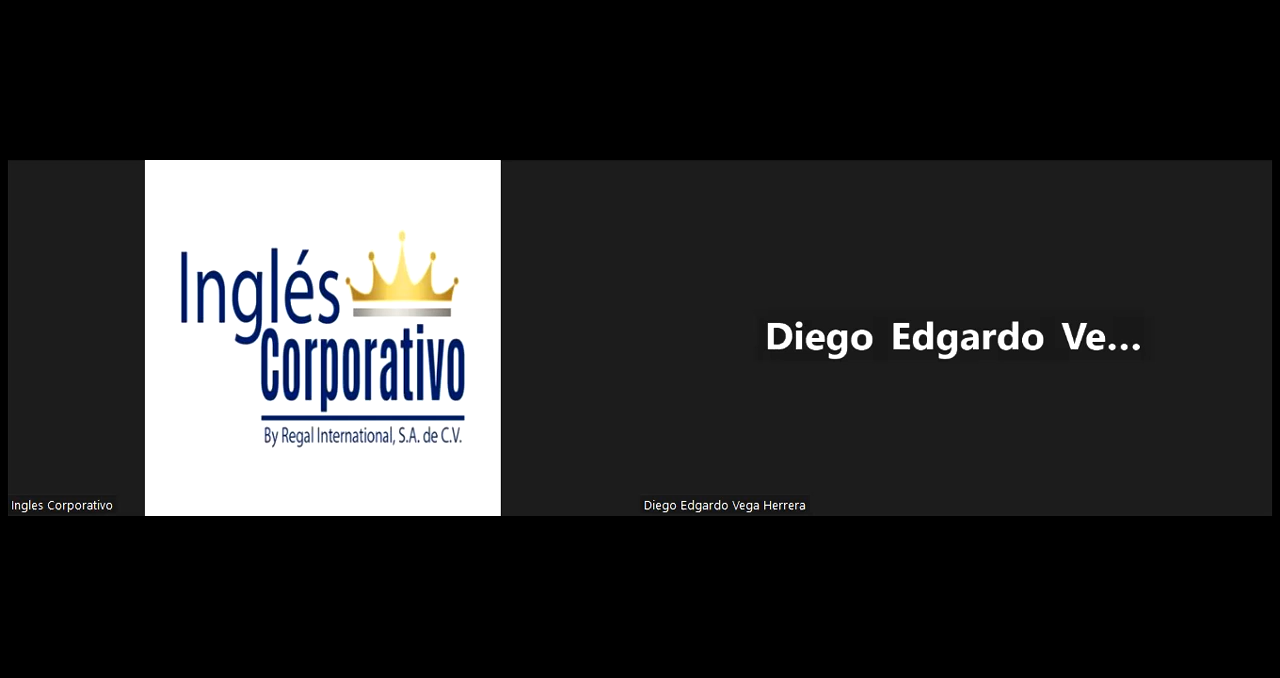 Inglés
Corporativo
By Regal International, S.A. de C.V.
Ingles Corporativo
Diego Edgardo Ve...
Diego Edgardo Vega Herrera